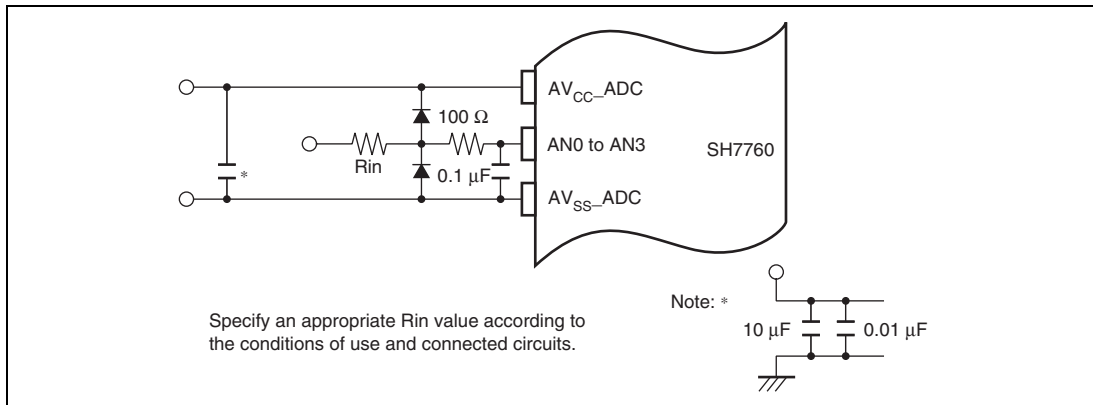 AVCC_ADC
100 Ω
AN0 to AN3
SH7760
Rin
0.1 μF
*
AVSS_ADC
Note: *
10 μF
0.01 μF
Specify an appropriate Rin value according to
the conditions of use and connected circuits.